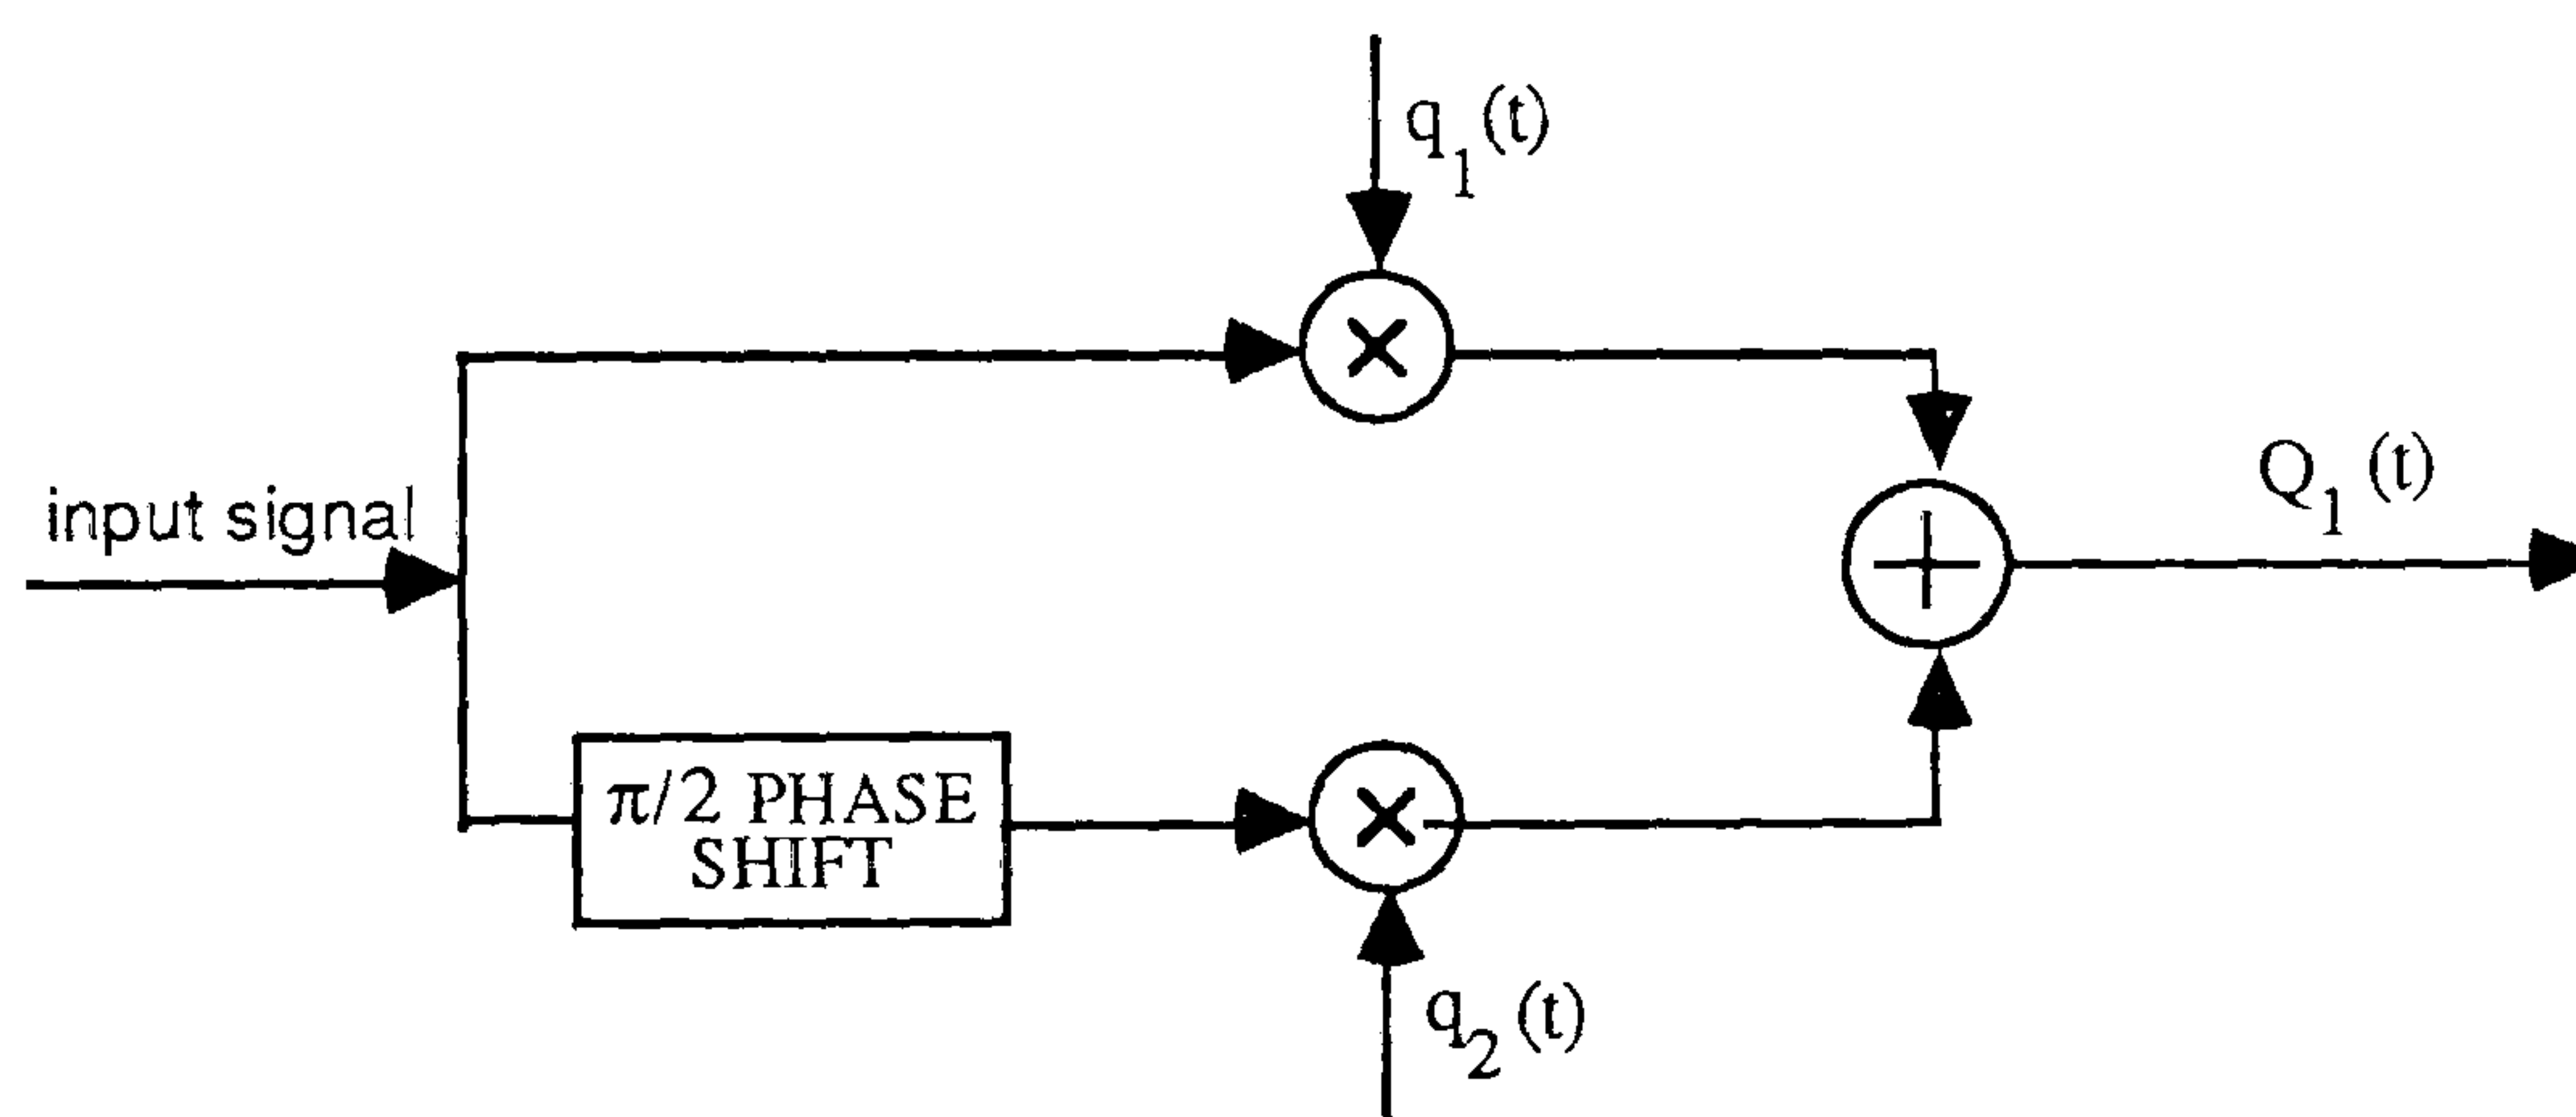 q₁(t)
input signal
Q₁(t)
π/2 PHASE
SHIFT
q₂(t)